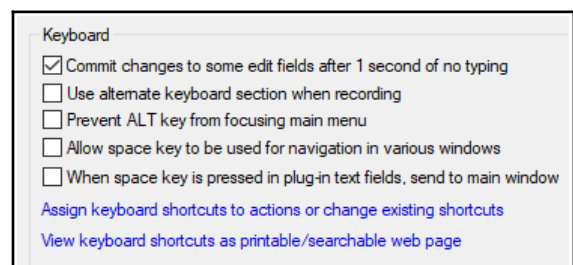 Keyboard
Commit changes to some edit fields after 1 second of no typing
Use alternate keyboard section when recording
Prevent ALT key from focusing main menu
Allow space key to be used for navigation in various windows
When space key is pressed in plug-in text fields, send to main window
Assign keyboard shortcuts to actions or change existing shortcuts
View keyboard shortcuts as printable/searchable web page